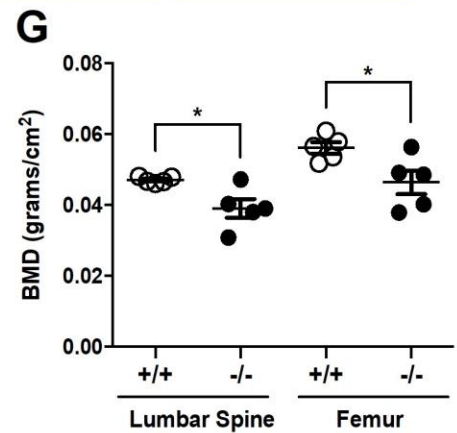 G
BMD (grams/cm²)
0.08
0.06
0.04
0.02
0.00
*
*
+/+ -/- +/+ -/-
Lumbar Spine Femur